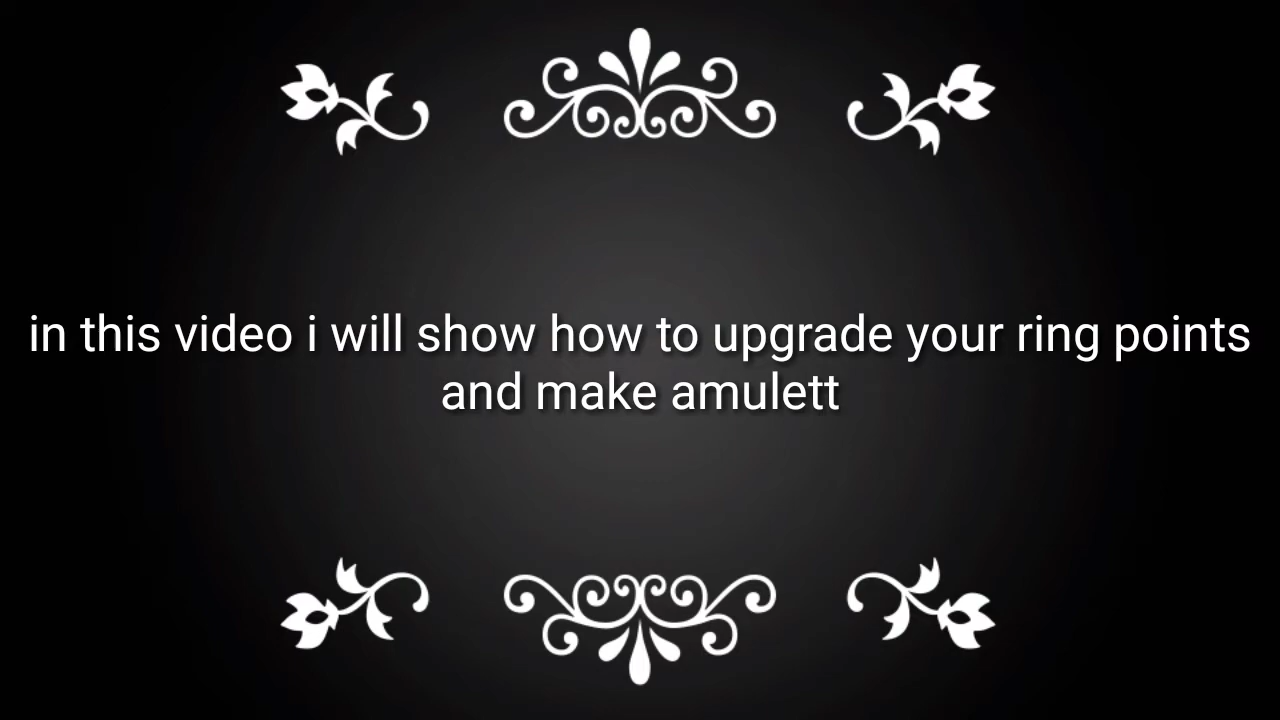 in this video i will show how to upgrade your ring points
and make amulett